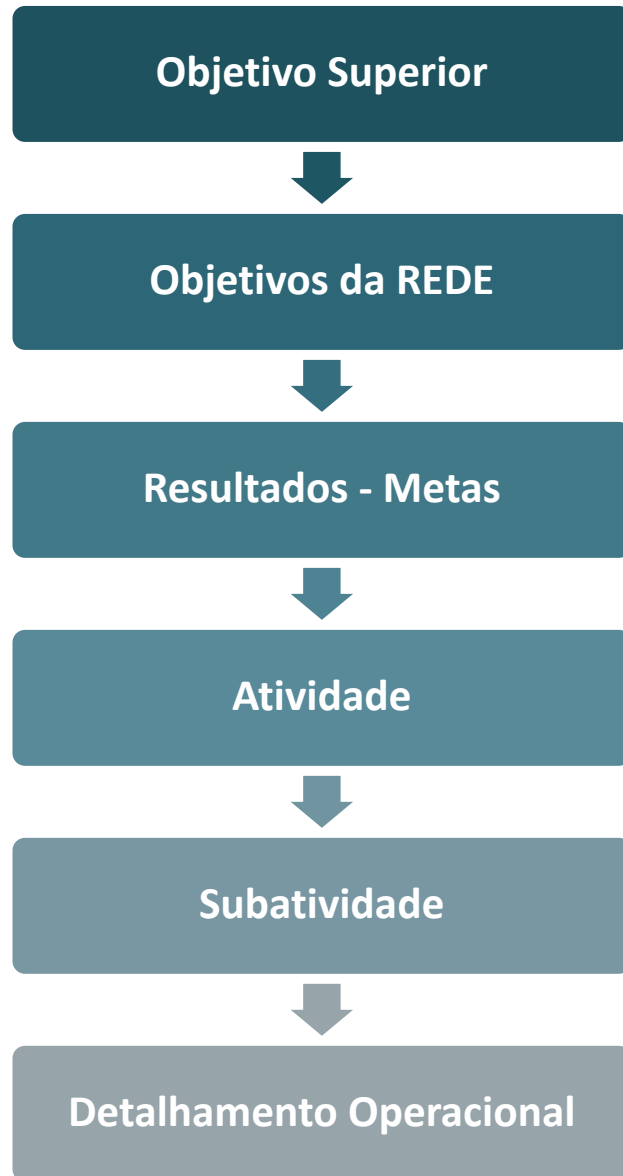 Objetivo Superior
Objetivos da REDE
Resultados - Metas
Atividade
Subatividade
Detalhamento Operacional